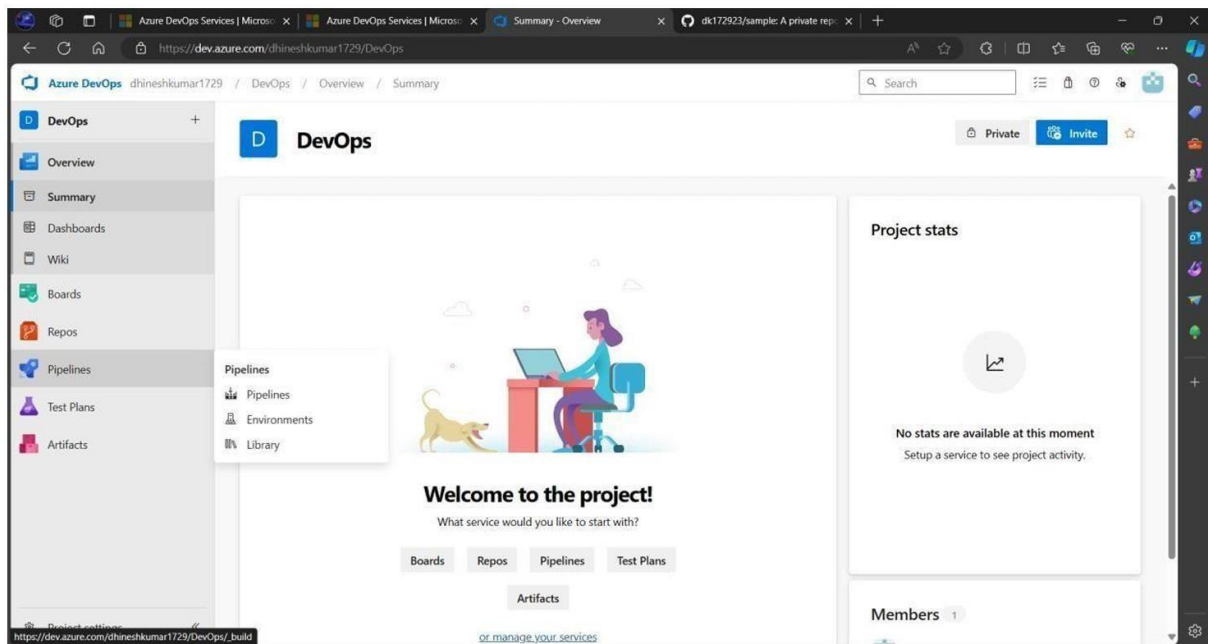 Azure DevOps Services | Microso
Azure DevOps Services | Microso
Summary - Overview
dk172923/sample: A private repo
https://dev.azure.com/dhineshkumar1729/DevOps
Azure DevOps dhineshkumar1729 / DevOps / Overview / Summary
Search
D DevOps +
D DevOps
Private
Invite
Overview
Summary
Dashboards
Wiki
Boards
Repos
Pipelines
Test Plans
Artifacts
Pipelines
Pipelines
Environments
Library
Welcome to the project!
What service would you like to start with?
Boards Repos Pipelines Test Plans
Artifacts
or manage your services
Project stats
No stats are available at this moment
Setup a service to see project activity.
Members 1
Project settings
https://dev.azure.com/dhineshkumar1729/DevOps/_build